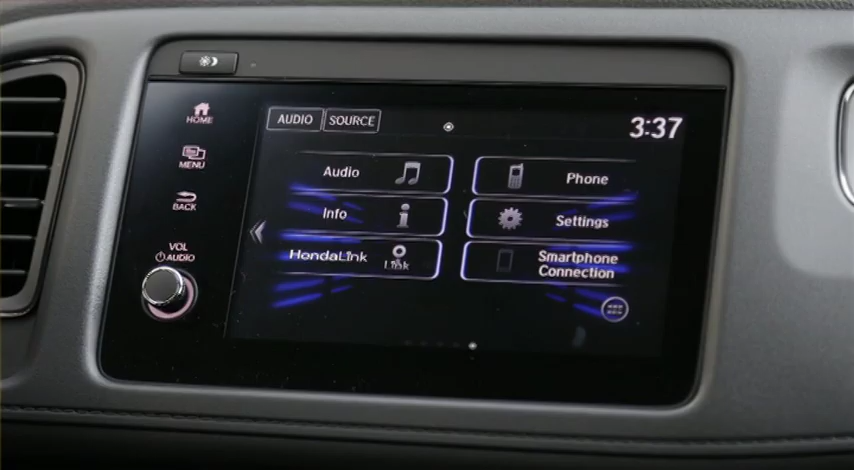 HOME
MENU
BACK
VOL
AUDIO
AUDIO SOURCE
3:37
Audio
Phone
Info
Settings
HondaLink
Link
Smartphone
Connection